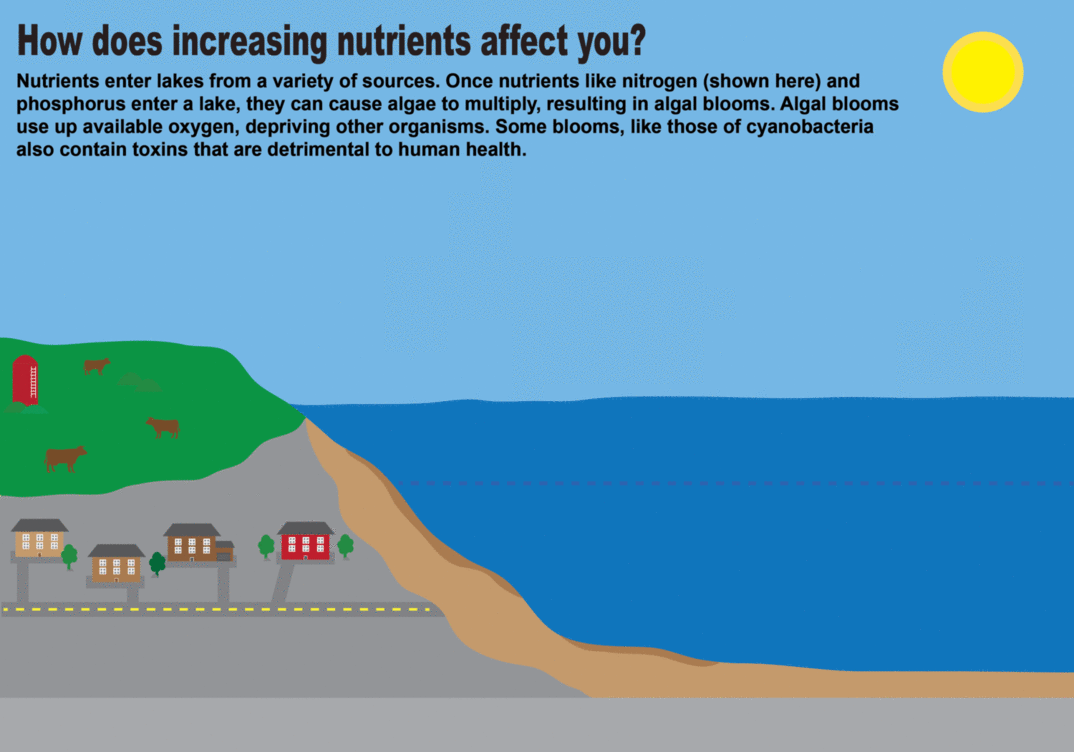 How does increasing nutrients affect you?
Nutrients enter lakes from a variety of sources. Once nutrients like nitrogen (shown here) and
phosphorus enter a lake, they can cause algae to multiply, resulting in algal blooms. Algal blooms
use up available oxygen, depriving other organisms. Some blooms, like those of cyanobacteria
also contain toxins that are detrimental to human health.